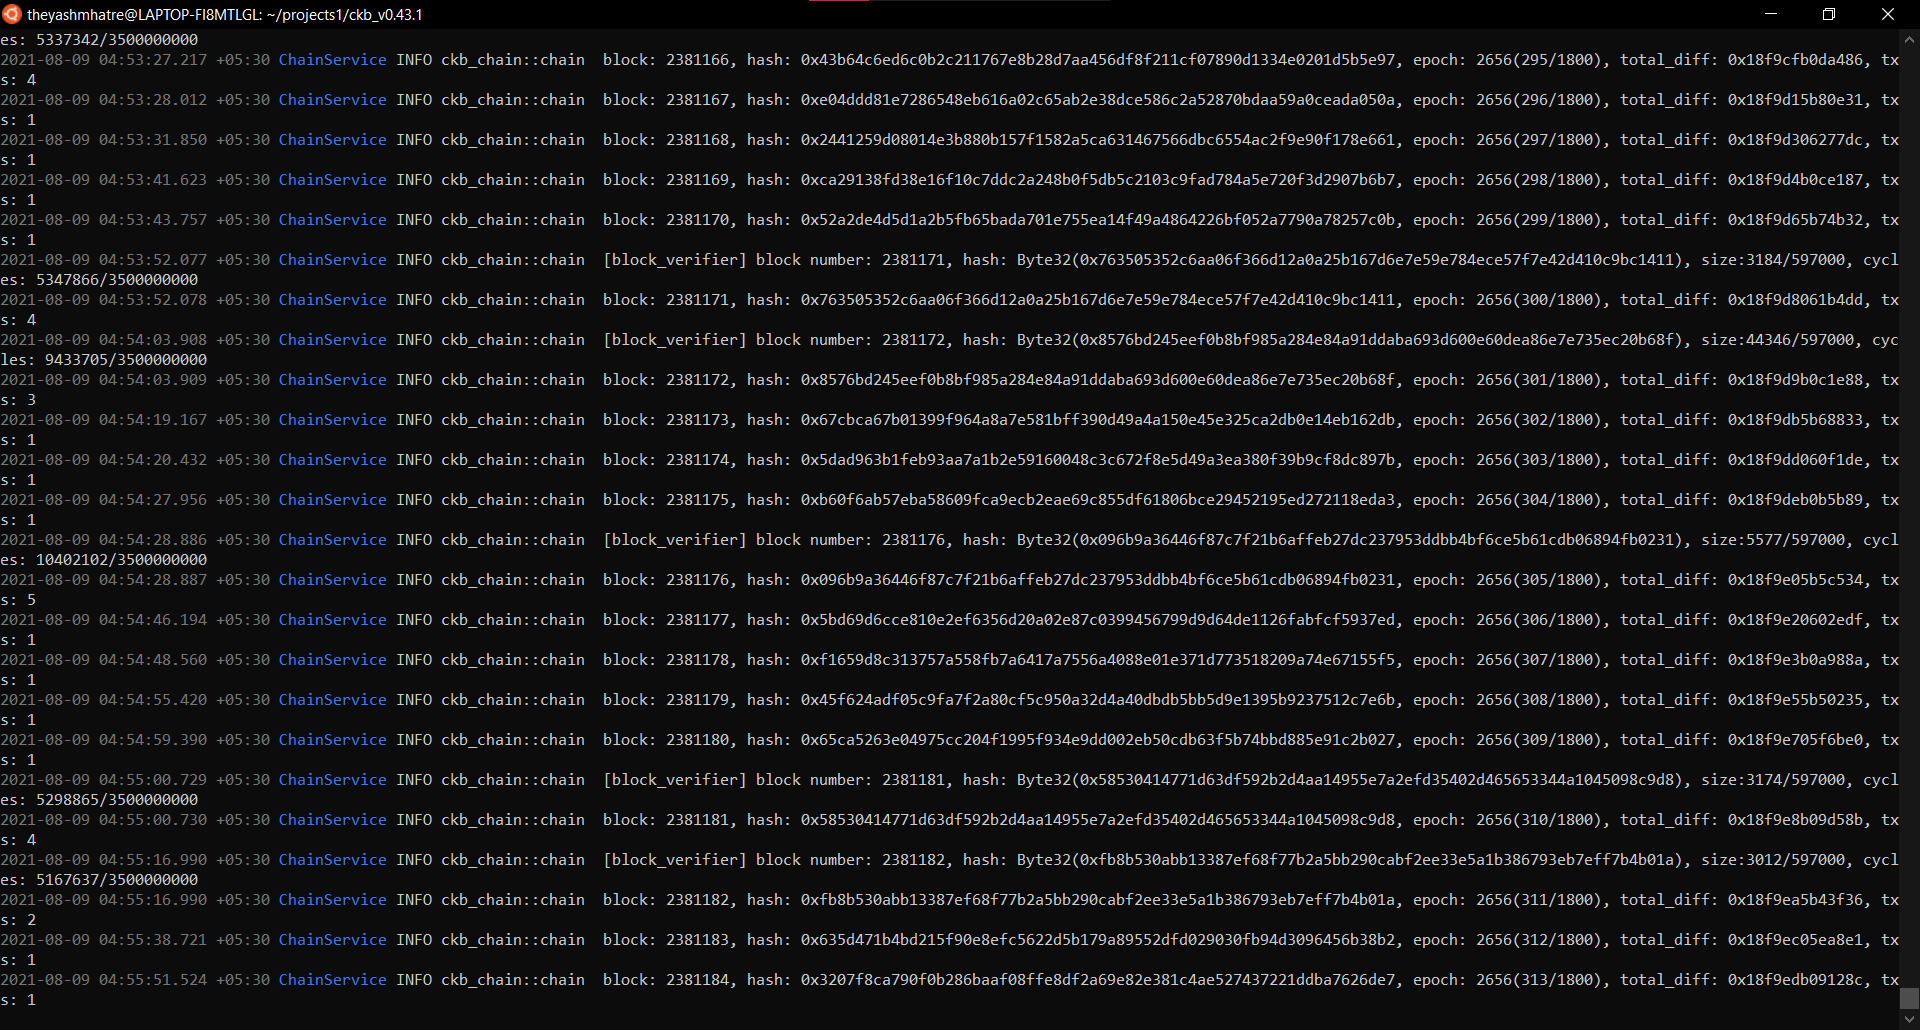 theyashmhatre@LAPTOP-FI8MTLGL: ~/projects1/ckb_v0.43.1
es: 5337342/3500000000
2021-08-09 04:53:27.217 +05:30 ChainService INFO ckb_chain::chain  block: 2381166, hash: 0x43b64c6ed6c0b2c211767e8b28d7aa456df8f211cf07890d1334e0201d5b5e97, epoch: 2656(295/1800), total_diff: 0x18f9cfb0da486, tx
s: 4
2021-08-09 04:53:28.012 +05:30 ChainService INFO ckb_chain::chain  block: 2381167, hash: 0xe04ddd81e7286548eb616a02c65ab2e38dce586c2a52870bdaa59a0ceada050a, epoch: 2656(296/1800), total_diff: 0x18f9d15b80e31, tx
s: 1
2021-08-09 04:53:31.850 +05:30 ChainService INFO ckb_chain::chain  block: 2381168, hash: 0x2441259d08014e3b880b157f1582a5ca631467566dbc6554ac2f9e90f178e661, epoch: 2656(297/1800), total_diff: 0x18f9d306277dc, tx
s: 1
2021-08-09 04:53:41.623 +05:30 ChainService INFO ckb_chain::chain  block: 2381169, hash: 0xca29138fd38e16f10c7ddc2a248b0f5db5c2103c9fad784a5e720f3d2907b6b7, epoch: 2656(298/1800), total_diff: 0x18f9d4b0ce187, tx
s: 1
2021-08-09 04:53:43.757 +05:30 ChainService INFO ckb_chain::chain  block: 2381170, hash: 0x52a2de4d5d1a2b5fb65bada701e755ea14f49a4864226bf052a7790a78257c0b, epoch: 2656(299/1800), total_diff: 0x18f9d65b74b32, tx
s: 1
2021-08-09 04:53:52.077 +05:30 ChainService INFO ckb_chain::chain  [block_verifier] block number: 2381171, hash: Byte32(0x763505352c6aa06f366d12a0a25b167d6e7e59e784ece57f7e42d410c9bc1411), size:3184/597000, cycl
es: 5347866/3500000000
2021-08-09 04:53:52.078 +05:30 ChainService INFO ckb_chain::chain  block: 2381171, hash: 0x763505352c6aa06f366d12a0a25b167d6e7e59e784ece57f7e42d410c9bc1411, epoch: 2656(300/1800), total_diff: 0x18f9d8061b4dd, tx
s: 4
2021-08-09 04:54:03.908 +05:30 ChainService INFO ckb_chain::chain  [block_verifier] block number: 2381172, hash: Byte32(0x8576bd245eef0b8bf985a284e84a91ddaba693d600e60dea86e7e735ec20b68f), size:44346/597000, cyc
les: 9433705/3500000000
2021-08-09 04:54:03.909 +05:30 ChainService INFO ckb_chain::chain  block: 2381172, hash: 0x8576bd245eef0b8bf985a284e84a91ddaba693d600e60dea86e7e735ec20b68f, epoch: 2656(301/1800), total_diff: 0x18f9d9b0c1e88, tx
s: 3
2021-08-09 04:54:19.167 +05:30 ChainService INFO ckb_chain::chain  block: 2381173, hash: 0x67cbca67b01399f964a8a7e581bff390d49a4a150e45e325ca2db0e14eb162db, epoch: 2656(302/1800), total_diff: 0x18f9db5b68833, tx
s: 1
2021-08-09 04:54:20.432 +05:30 ChainService INFO ckb_chain::chain  block: 2381174, hash: 0x5dad963b1feb93aa7a1b2e59160048c3c672f8e5d49a3ea380f39b9cf8dc897b, epoch: 2656(303/1800), total_diff: 0x18f9dd060f1de, tx
s: 1
2021-08-09 04:54:27.956 +05:30 ChainService INFO ckb_chain::chain  block: 2381175, hash: 0xb60f6ab57eba58609fca9ecb2eae69c855df61806bce29452195ed272118eda3, epoch: 2656(304/1800), total_diff: 0x18f9deb0b5b89, tx
s: 1
2021-08-09 04:54:28.886 +05:30 ChainService INFO ckb_chain::chain  [block_verifier] block number: 2381176, hash: Byte32(0x096b9a36446f87c7f21b6affeb27dc237953ddbb4bf6ce5b61cdb06894fb0231), size:5577/597000, cycl
es: 10402102/3500000000
2021-08-09 04:54:28.887 +05:30 ChainService INFO ckb_chain::chain  block: 2381176, hash: 0x096b9a36446f87c7f21b6affeb27dc237953ddbb4bf6ce5b61cdb06894fb0231, epoch: 2656(305/1800), total_diff: 0x18f9e05b5c534, tx
s: 5
2021-08-09 04:54:46.194 +05:30 ChainService INFO ckb_chain::chain  block: 2381177, hash: 0x5bd69d6cce810e2ef6356d20a02e87c0399456799d9d64de1126fabfcf5937ed, epoch: 2656(306/1800), total_diff: 0x18f9e20602edf, tx
s: 1
2021-08-09 04:54:48.560 +05:30 ChainService INFO ckb_chain::chain  block: 2381178, hash: 0xf1659d8c313757a558fb7a6417a7556a4088e01e371d773518209a74e67155f5, epoch: 2656(307/1800), total_diff: 0x18f9e3b0a988a, tx
s: 1
2021-08-09 04:54:55.420 +05:30 ChainService INFO ckb_chain::chain  block: 2381179, hash: 0x45f624adf05c9fa7f2a80cf5c950a32d4a40dbdb5bb5d9e1395b9237512c7e6b, epoch: 2656(308/1800), total_diff: 0x18f9e55b50235, tx
s: 1
2021-08-09 04:54:59.390 +05:30 ChainService INFO ckb_chain::chain  block: 2381180, hash: 0x65ca5263e04975cc204f1995f934e9dd002eb50cdb63f5b74bbd885e91c2b027, epoch: 2656(309/1800), total_diff: 0x18f9e705f6be0, tx
s: 1
2021-08-09 04:55:00.729 +05:30 ChainService INFO ckb_chain::chain  [block_verifier] block number: 2381181, hash: Byte32(0x58530414771d63df592b2d4aa14955e7a2efd35402d465653344a1045098c9d8), size:3174/597000, cycl
es: 5298865/3500000000
2021-08-09 04:55:00.730 +05:30 ChainService INFO ckb_chain::chain  block: 2381181, hash: 0x58530414771d63df592b2d4aa14955e7a2efd35402d465653344a1045098c9d8, epoch: 2656(310/1800), total_diff: 0x18f9e8b09d58b, tx
s: 4
2021-08-09 04:55:16.990 +05:30 ChainService INFO ckb_chain::chain  [block_verifier] block number: 2381182, hash: Byte32(0xfb8b530abb13387ef68f77b2a5bb290cabf2ee33e5a1b386793eb7eff7b4b01a), size:3012/597000, cycl
es: 5167637/3500000000
2021-08-09 04:55:16.990 +05:30 ChainService INFO ckb_chain::chain  block: 2381182, hash: 0xfb8b530abb13387ef68f77b2a5bb290cabf2ee33e5a1b386793eb7eff7b4b01a, epoch: 2656(311/1800), total_diff: 0x18f9ea5b43f36, tx
s: 2
2021-08-09 04:55:38.721 +05:30 ChainService INFO ckb_chain::chain  block: 2381183, hash: 0x635d471b4bd215f90e8efc5622d5b179a89552dfd029030fb94d3096456b38b2, epoch: 2656(312/1800), total_diff: 0x18f9ec05ea8e1, tx
s: 1
2021-08-09 04:55:51.524 +05:30 ChainService INFO ckb_chain::chain  block: 2381184, hash: 0x3207f8ca790f0b286baaf08ffe8df2a69e82e381c4ae527437221ddba7626de7, epoch: 2656(313/1800), total_diff: 0x18f9edb09128c, tx
s: 1